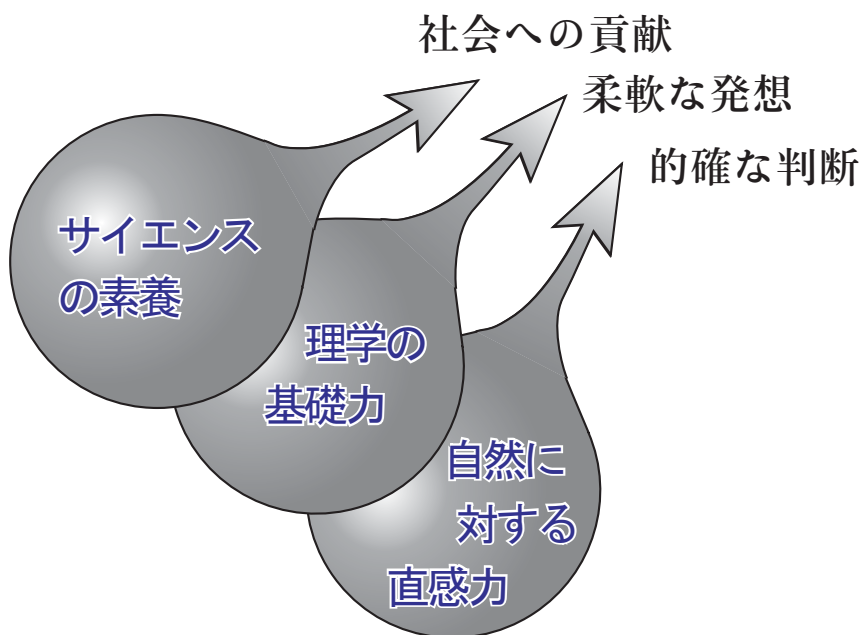 社会への貢献
柔軟な発想
的確な判断
サイエンス
の素養
理学の
基礎力
自然に
対する
直感力